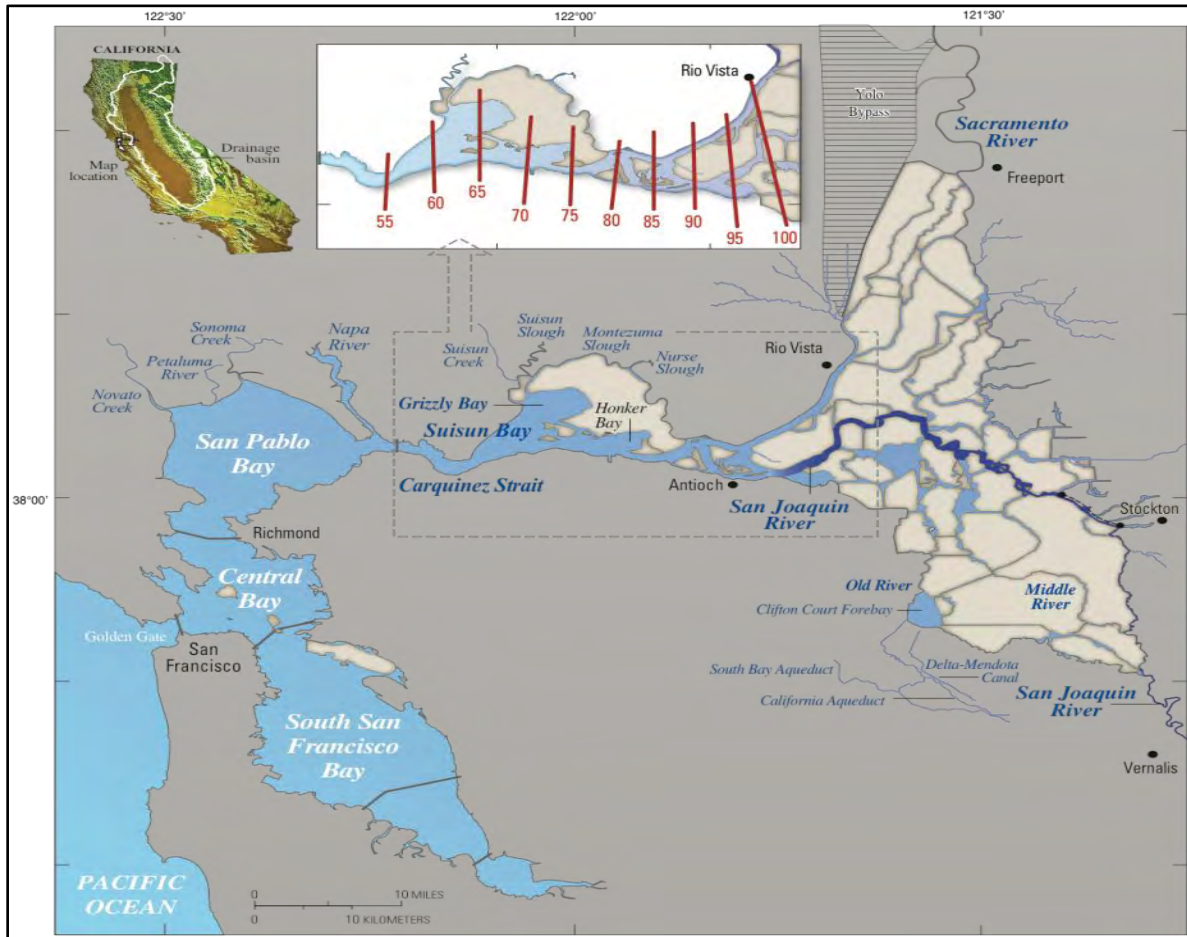 122°30'
122°00'
121°30'
CALIFORNIA
Map
location
Drainage
basin
Rio Vista
55
60
65
70
75
80
85
90
95
100
Yolo
Bypass
Sacramento
River
Freeport
Sonoma
Creek
Petaluma
River
Novato
Creek
Napa
River
Suisun
Creek
Suisun
Slough
Montezuma
Slough
Nurse
Slough
Rio Vista
Grizzly Bay
Honker
Bay
Suisun Bay
San Pablo
Bay
Carquinez Strait
Antioch
San Joaquin
River
38°00'
Stockton
Richmond
Central
Bay
Golden Gate
San
Francisco
Old River
Clifton Court Forebay
Middle
River
South Bay Aqueduct
Delta-Mendota
Canal
California Aqueduct
San Joaquin
River
Vernalis
South San
Francisco
Bay
PACIFIC
OCEAN
0 10 MILES
0 10 KILOMETERS